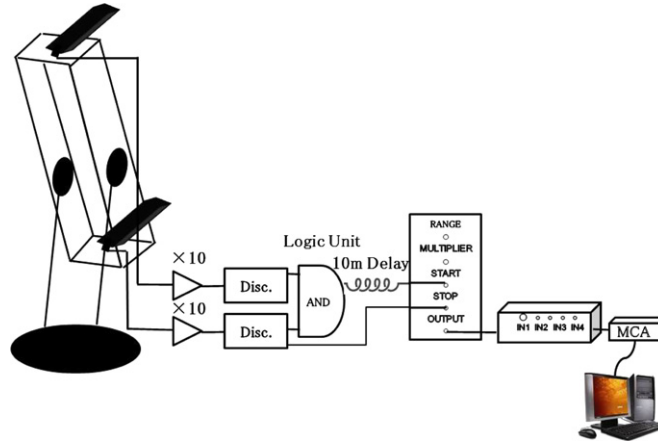 ×10
Logic Unit
10m Delay
Disc.
×10
Disc.
AND
RANGE
MULTIPLIER
START
STOP
OUTPUT
IN1 IN2 IN3 IN4
MCA